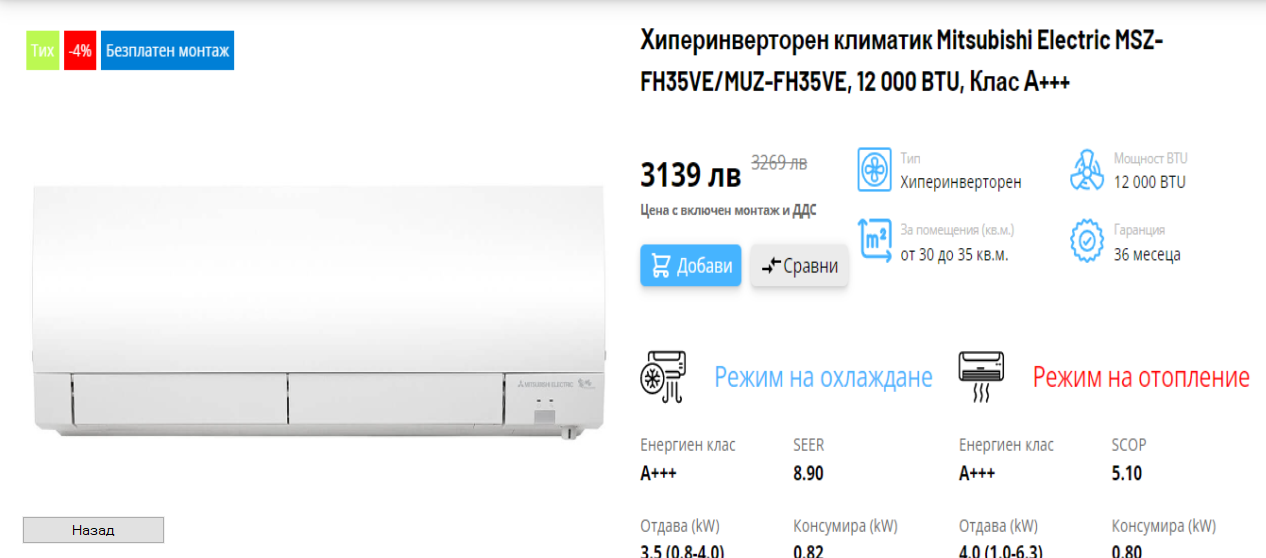 Тих
-4%
Безплатен монтаж
Хиперинверторен климатик Mitsubishi Electric MSZ-
FH35VE/MUZ-FH35VE, 12 000 BTU, Клас А+++
3139 лв
3269 лв
Цена с включен монтаж и ДДС
Добави
Сравни
Тип
Хиперинверторен
Мощност BTU
12 000 BTU
m²
За помещения (кв.м.)
от 30 до 35 кв.м.
Гаранция
36 месеца
MITSUBISHI ELECTRIC
Режим на охлаждане
Режим на отопление
Енергиен клас
SEER
Енергиен клас
SCOP
A+++
8.90
A+++
5.10
Отдава (kW)
Консумира (kW)
Отдава (kW)
Консумира (kW)
3.5 (0.8-4.0)
0.82
4.0 (1.0-6.3)
0.80
Назад